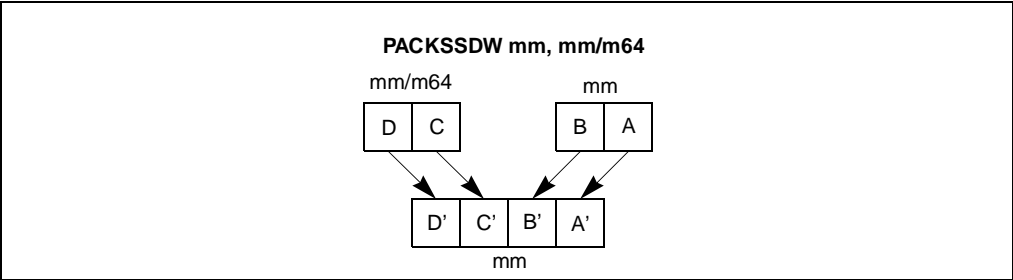 PACKSSDW mm, mm/m64
mm/m64 mm
D C B A
D’ C’ B’ A’
mm